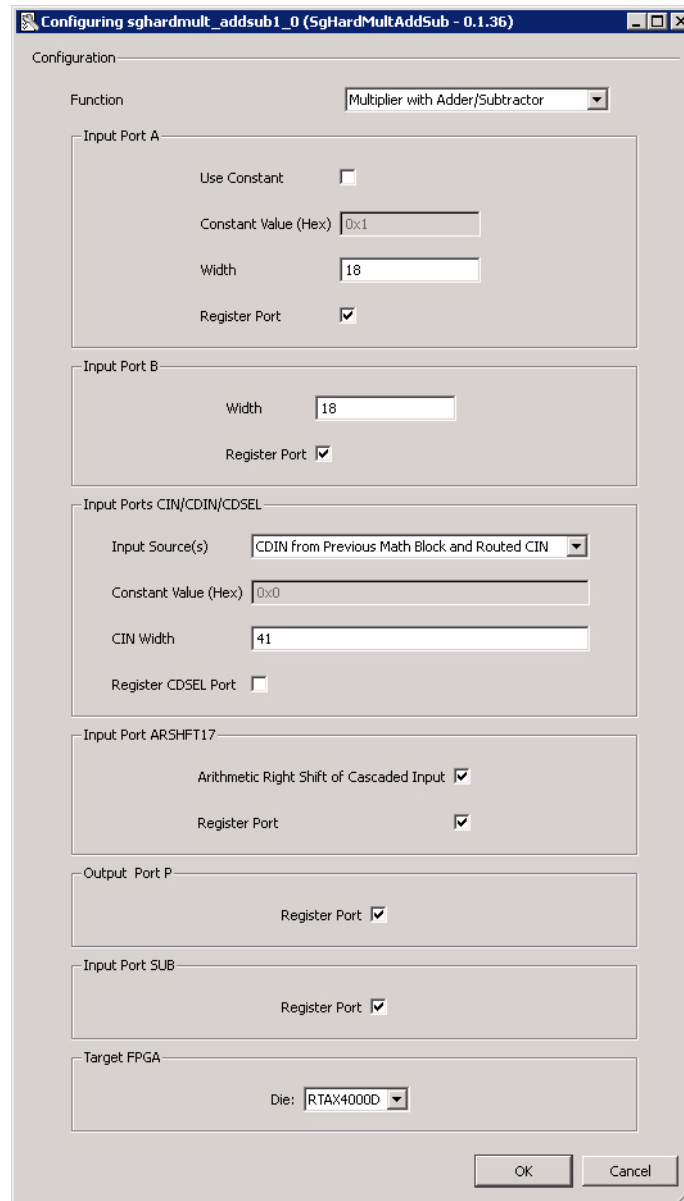 Configuring sghardmult_addsub1_0 (SgHardMultAddSub - 0.1.36)
Configuration
Function Multiplier with Adder/Subtractor
Input Port A
Use Constant
Constant Value (Hex) 0x1
Width 18
Register Port
Input Port B
Width 18
Register Port
Input Ports CIN/CDIN/CDSEL
Input Source(s) CDIN from Previous Math Block and Routed CIN
Constant Value (Hex) 0x0
CIN Width 41
Register CDSEL Port
Input Port ARSHFT17
Arithmetic Right Shift of Cascaded Input
Register Port
Output Port P
Register Port
Input Port SUB
Register Port
Target FPGA
Die: RTAX4000D
OK Cancel